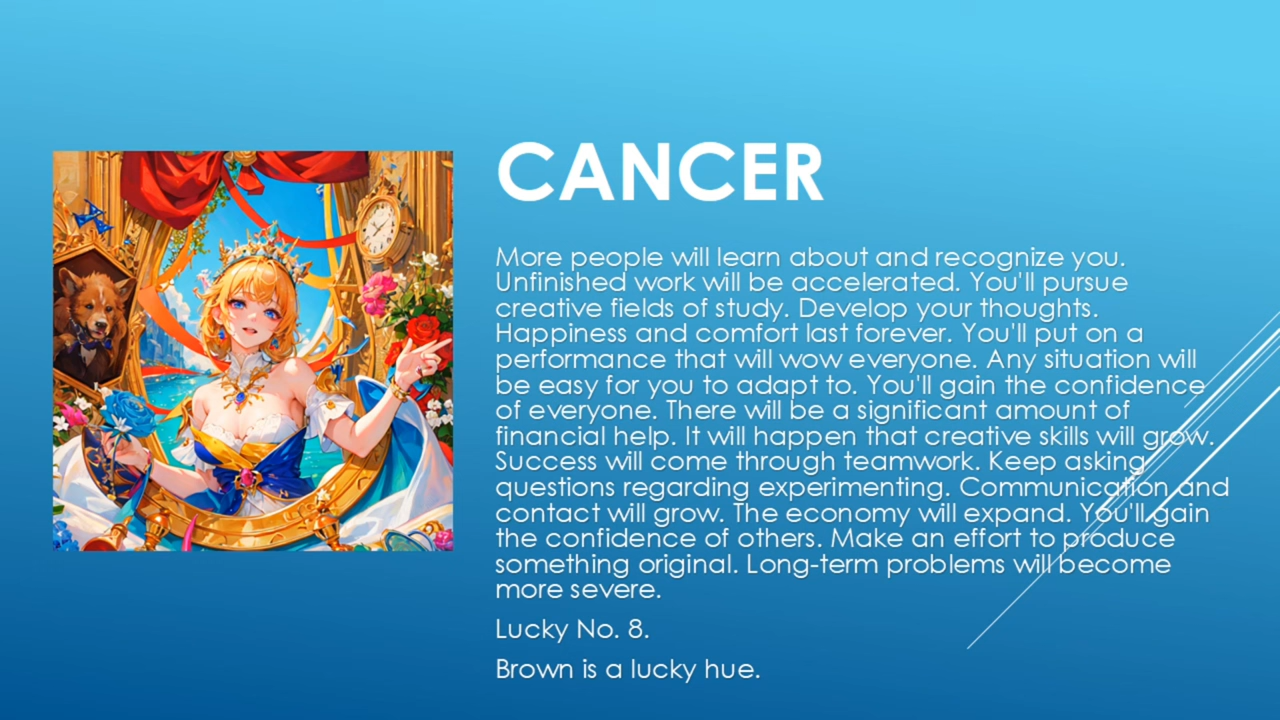 CANCER
More people will learn about and recognize you.
Unfinished work will be accelerated. You'll pursue
creative fields of study. Develop your thoughts.
Happiness and comfort last forever. You'll put on a
performance that will wow everyone. Any situation will
be easy for you to adapt to. You'll gain the confidence
of everyone. There will be a significant amount of
financial help. It will happen that creative skills will grow.
Success will come through teamwork. Keep asking
questions regarding experimenting. Communication and
contact will grow. The economy will expand. You'll gain
the confidence of others. Make an effort to produce
something original. Long-term problems will become
more severe.
Lucky No. 8.
Brown is a lucky hue.